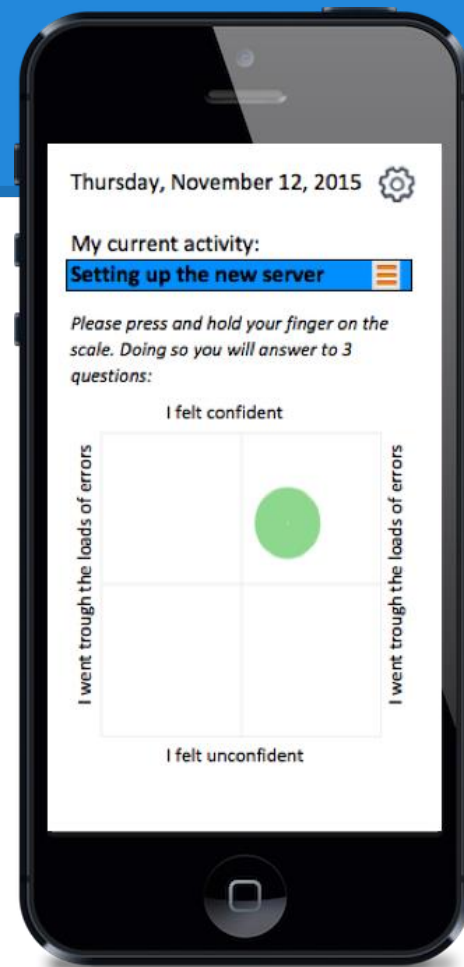 Thursday, November 12, 2015
My current activity:
Setting up the new server
Please press and hold your finger on the
scale. Doing so you will answer to 3
questions:
I felt confident
I went trough the loads of errors
I went trough the loads of errors
I felt unconfident